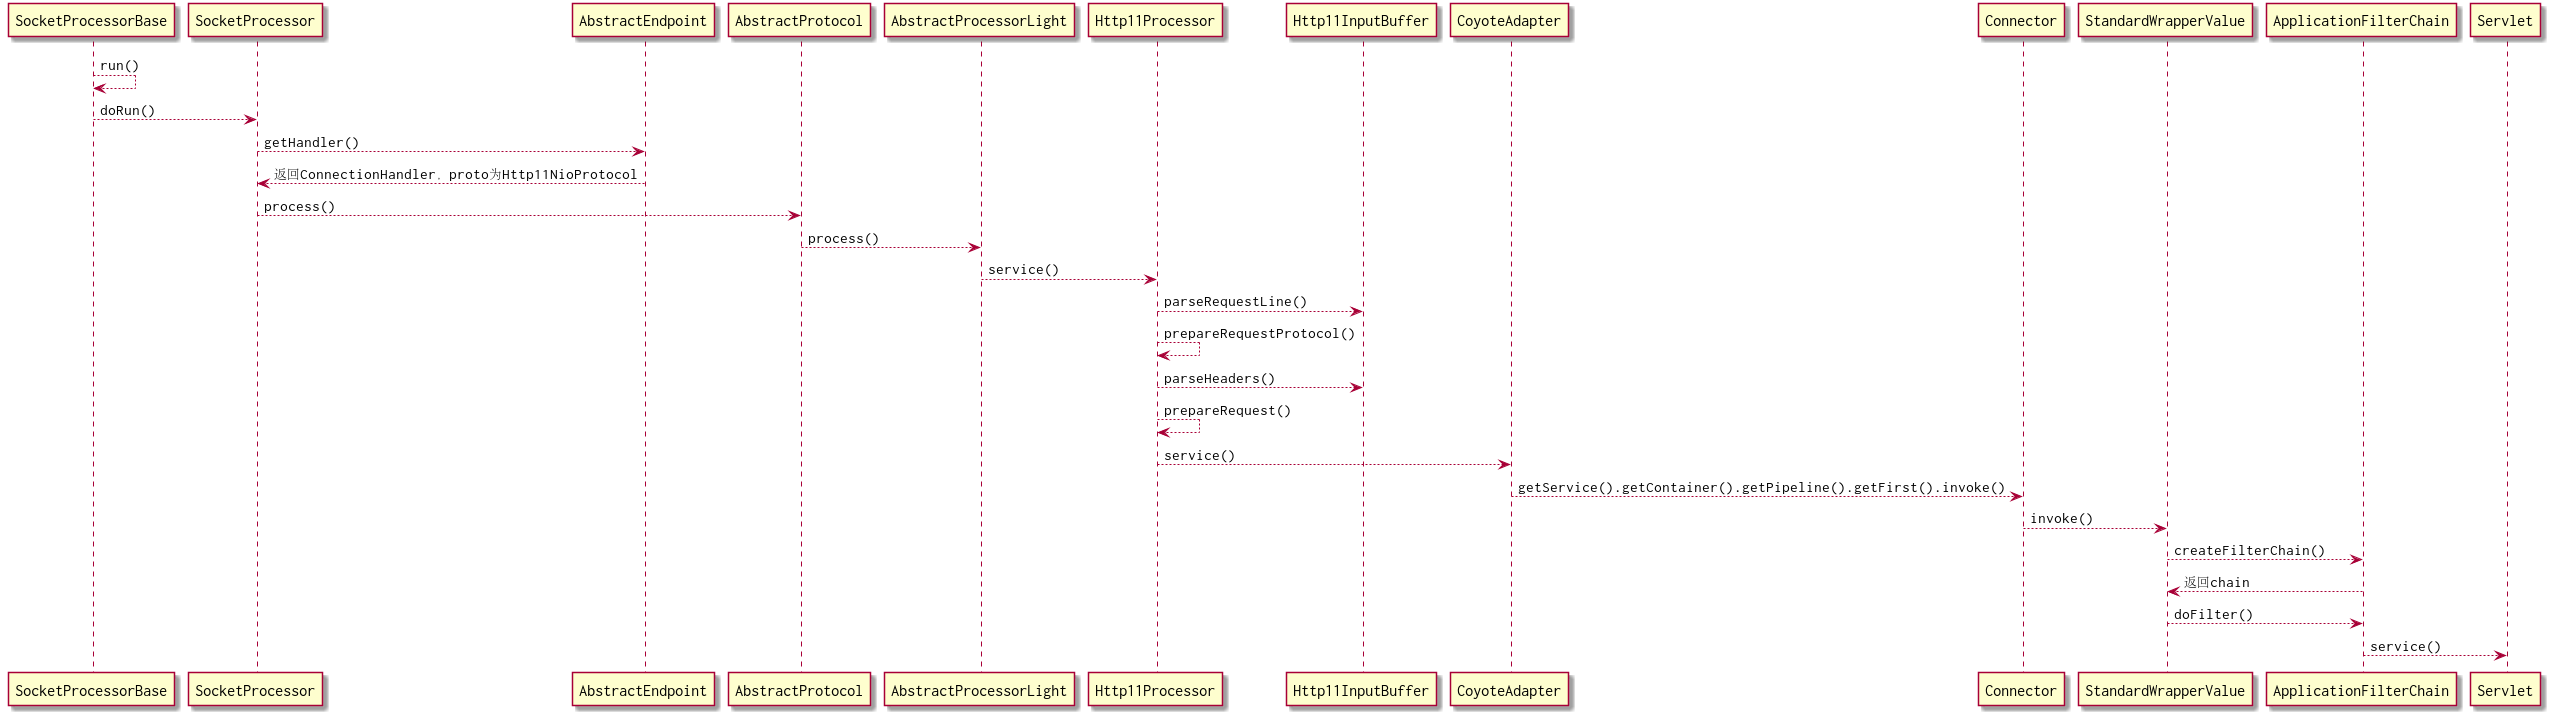 SocketProcessorBase
SocketProcessor
AbstractEndpoint
AbstractProtocol
AbstractProcessorLight
Http11Processor
Http11InputBuffer
CoyoteAdapter
Connector
StandardWrapperValue
ApplicationFilterChain
Servlet
run()
doRun()
getHandler()
返回ConnectionHandler，proto为Http11NioProtocol
process()
process()
service()
parseRequestLine()
prepareRequestProtocol()
parseHeaders()
prepareRequest()
service()
getService().getContainer().getPipeline().getFirst().invoke()
invoke()
createFilterChain()
返回chain
doFilter()
service()
SocketProcessorBase
SocketProcessor
AbstractEndpoint
AbstractProtocol
AbstractProcessorLight
Http11Processor
Http11InputBuffer
CoyoteAdapter
Connector
StandardWrapperValue
ApplicationFilterChain
Servlet